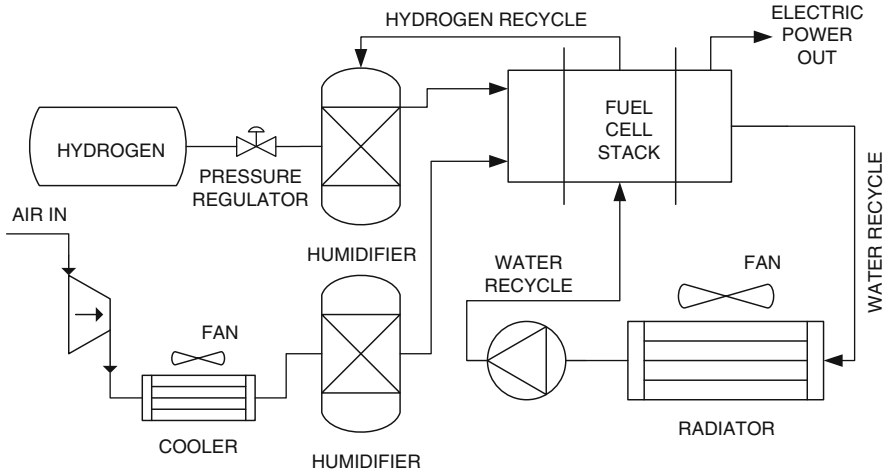 HYDROGEN RECYCLE
ELECTRIC
POWER
OUT
FUEL
CELL
STACK
HYDROGEN
PRESSURE
REGULATOR
WATER RECYCLE
AIR IN
HUMIDIFIER
WATER
RECYCLE
FAN
FAN
COOLER
HUMIDIFIER
RADIATOR